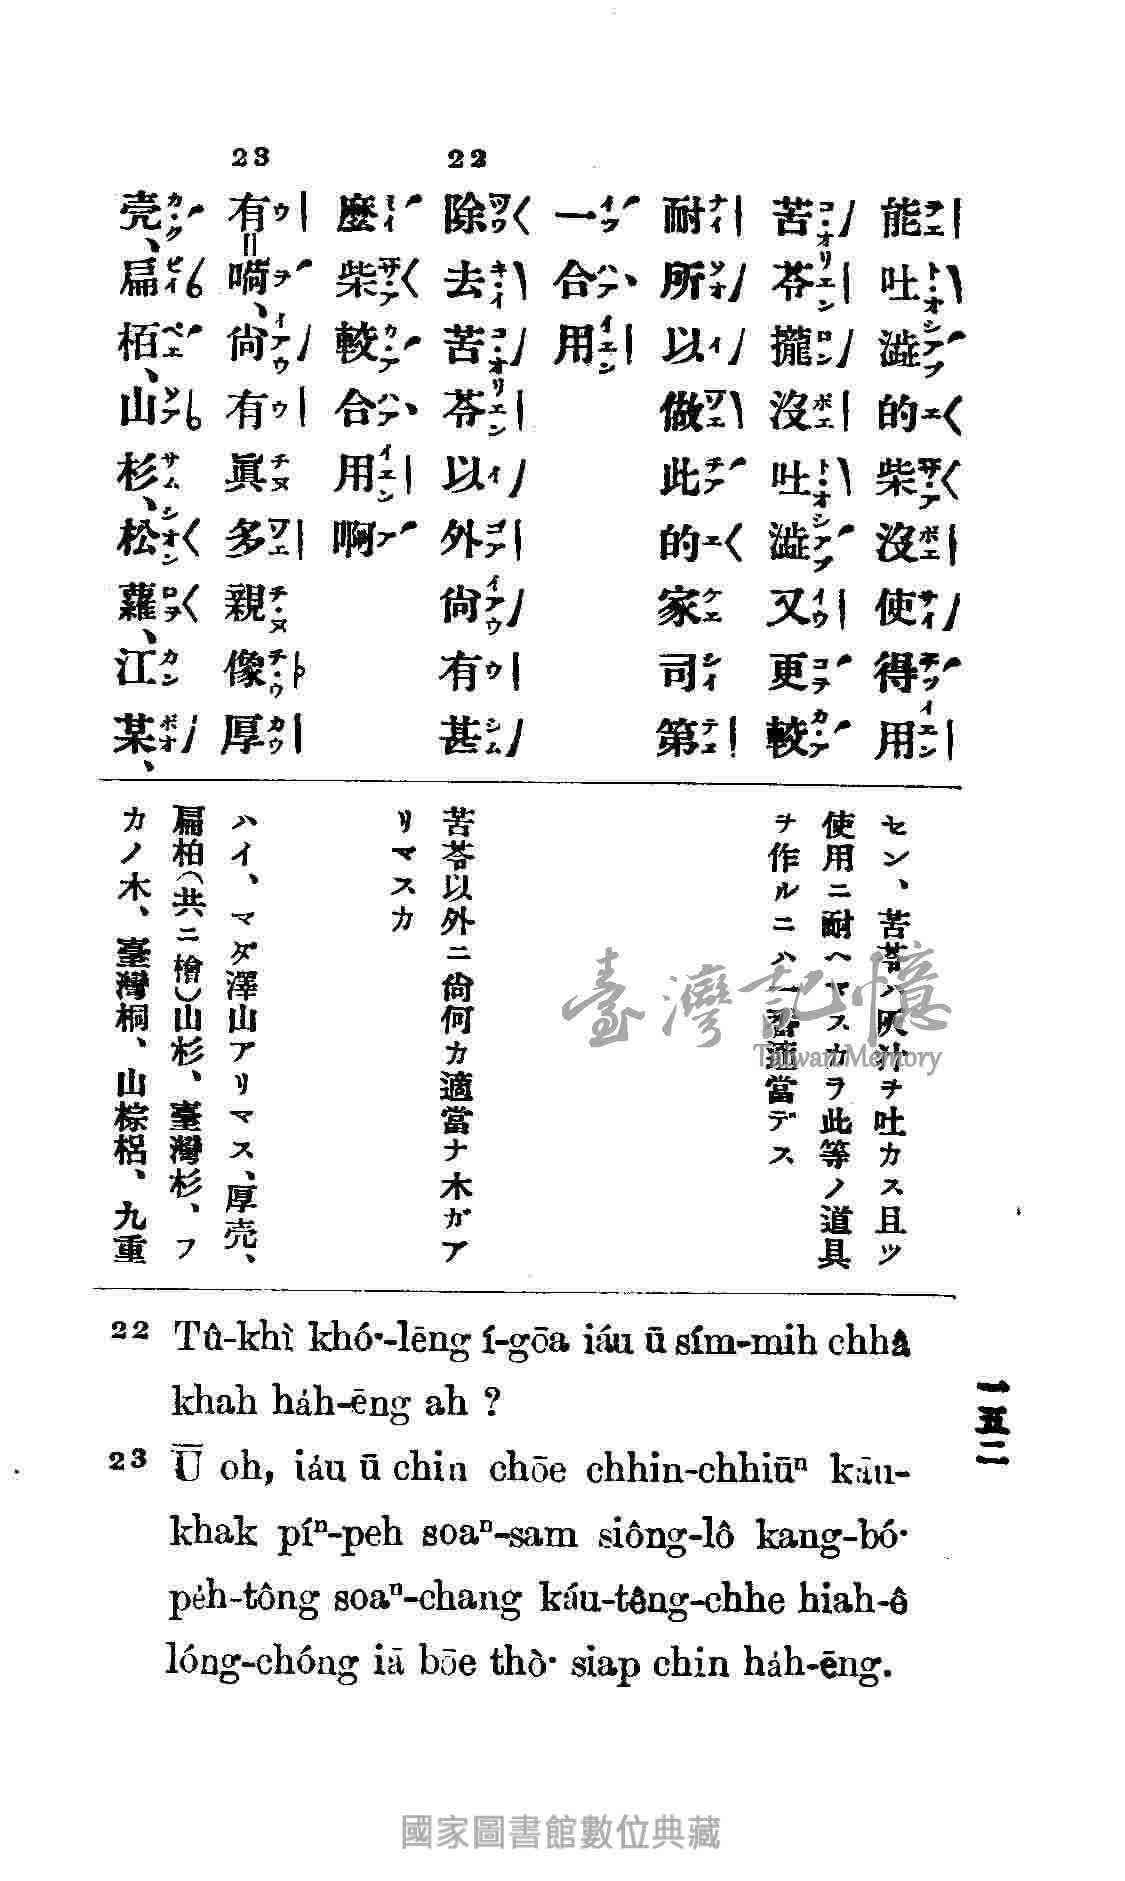 能吐澁的柴沒使得用
苦苓攏沒吐澁又更較
耐所以做此的家司第
一合用
22
除去苦苓以外尙有甚
麼柴較合用啊
23
有嗬、尙有眞多親像厚
壳、扁栢、山杉、松蘿、江某、
セン、苦苓ハ灰汁ヲ吐カス且ツ
使用ニ耐ヘマスカラ此等ノ道具
ヲ作ルニハ一番適當デス
苦苓以外ニ尙何カ適當ナ木ガア
リマスカ
ハイ、マダ澤山アリマス、厚壳、
扁柏(共ニ檜)山杉、臺灣杉、フ
カノ木、臺灣桐、山棕梠、九重
22 Tû-khì khó·-lēng í-gōa iáu ū sím-mih chhâ
khah ha̍h-ēng ah ?
23 Ū oh, iáu ū chin chōe chhin-chhiūⁿ kāu-
khak píⁿ-peh soaⁿ-sam siông-lô kang-bó·
pe̍h-tông soaⁿ-chang káu-têng-chhe hiah-ê
lóng-chóng iā bōe thò· siap chin ha̍h-ēng.
一五二
臺灣記憶
Taiwan Memory
國家圖書館數位典藏